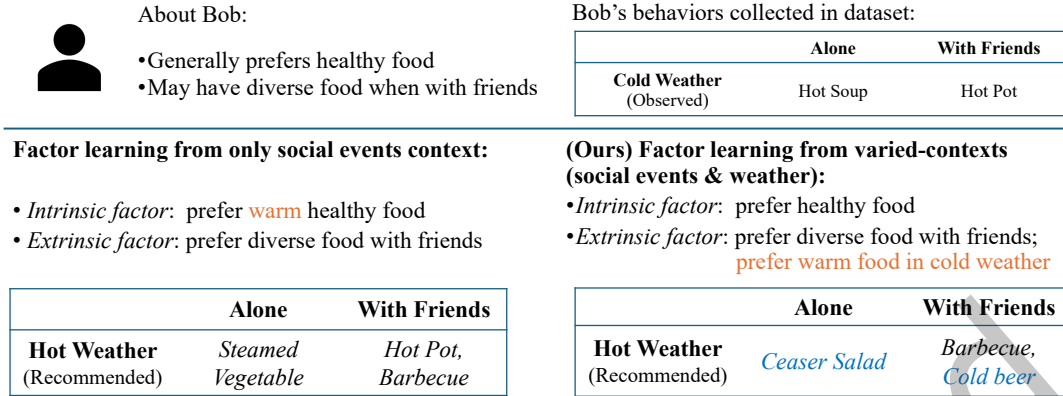 About Bob:
•Generally prefers healthy food
•May have diverse food when with friends
Bob's behaviors collected in dataset:
Alone With Friends
Cold Weather Hot Soup Hot Pot
(Observed)
Factor learning from only social events context:
• Intrinsic factor: prefer warm healthy food
• Extrinsic factor: prefer diverse food with friends
Alone With Friends
Hot Weather Steamed Hot Pot,
(Recommended) Vegetable Barbecue
(Ours) Factor learning from varied-contexts
(social events & weather):
•Intrinsic factor: prefer healthy food
•Extrinsic factor: prefer diverse food with friends;
prefer warm food in cold weather
Alone With Friends
Hot Weather Ceaser Salad Barbecue,
(Recommended) Cold beer